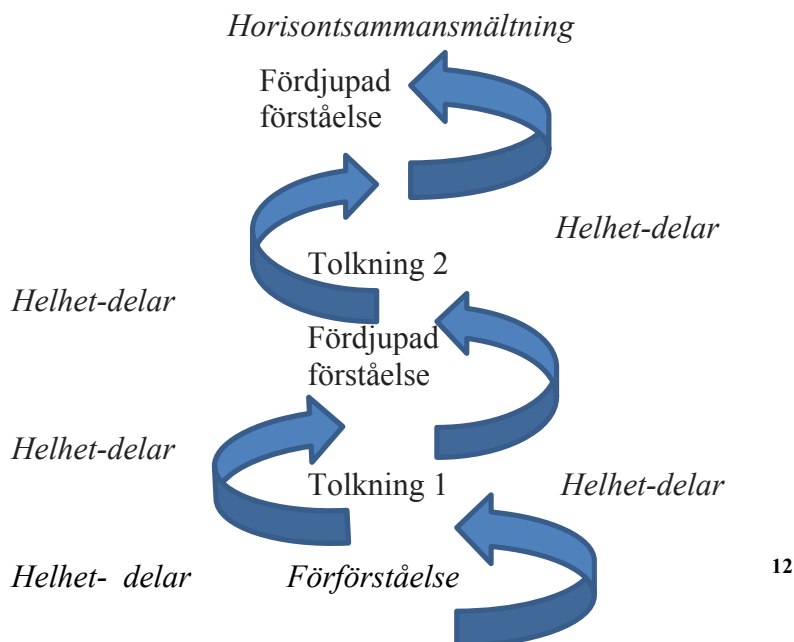 Horisontsammansmältning
Fördjupad
förståelse
Helhet-delar
Tolkning 2
Helhet-delar
Fördjupad
förståelse
Helhet-delar
Tolkning 1
Helhet-delar
Helhet- delar
Förförståelse
12